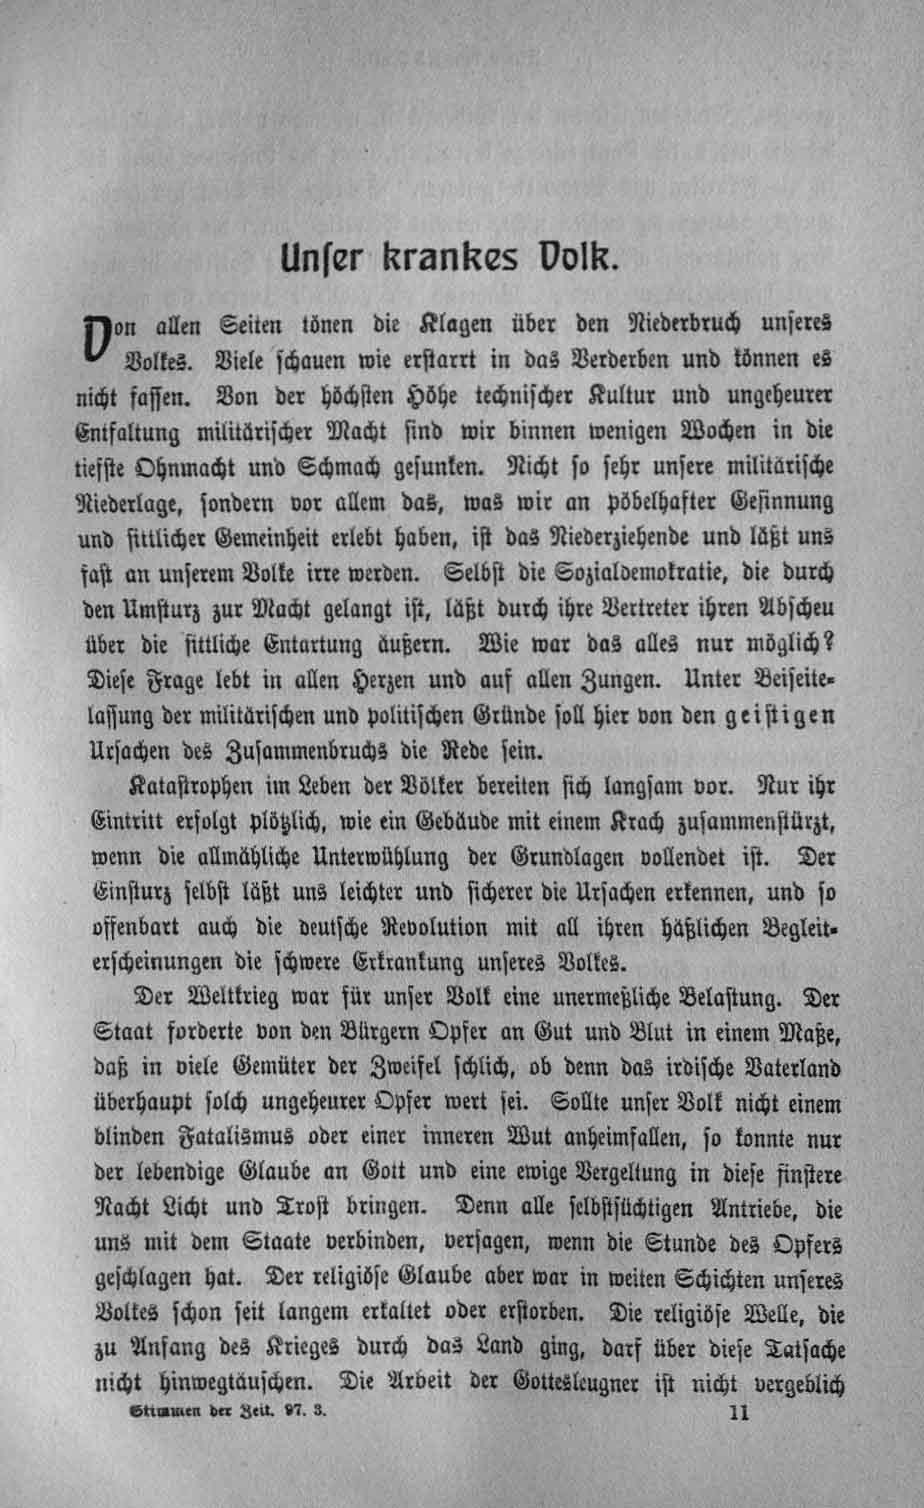 Unser krankes Volk.
Von allen Seiten tönen die Klagen über den Niederbruch unseres
Volkes. Viele schauen wie erstarrt in das Verderben und können es
nicht fassen. Von der höchsten Höhe technischer Kultur und ungeheurer
Entfaltung militärischer Macht sind wir binnen wenigen Wochen in die
tiefste Ohnmacht und Schmach gesunken. Nicht so sehr unsere militärische
Niederlage, sondern vor allem das, was wir an pöbelhafter Gesinnung
und sittlicher Gemeinheit erlebt haben, ist das Niederziehende und läßt uns
fast an unserem Volke irre werden. Selbst die Sozialdemokratie, die durch
den Umsturz zur Macht gelangt ist, läßt durch ihre Vertreter ihren Abscheu
über die sittliche Entartung äußern. Wie war das alles nur möglich?
Diese Frage lebt in allen Herzen und auf allen Zungen. Unter Beiseite-
lassung der militärischen und politischen Gründe soll hier von den geistigen
Ursachen des Zusammenbruchs die Rede sein.
Katastrophen im Leben der Völker bereiten sich langsam vor. Nur ihr
Eintritt erfolgt plötzlich, wie ein Gebäude mit einem Krach zusammenstürzt,
wenn die allmähliche Unterwühlung der Grundlagen vollendet ist. Der
Einsturz selbst läßt uns leichter und sicherer die Ursachen erkennen, und so
offenbart auch die deutsche Revolution mit all ihren häßlichen Begleit-
erscheinungen die schwere Erkrankung unseres Volkes.
Der Weltkrieg war für unser Volk eine unermeßliche Belastung. Der
Staat forderte von den Bürgern Opfer an Gut und Blut in einem Maße,
daß in viele Gemüter der Zweifel schlich, ob denn das irdische Vaterland
überhaupt solch ungeheurer Opfer wert sei. Sollte unser Volk nicht einem
blinden Fatalismus oder einer inneren Wut anheimfallen, so konnte nur
der lebendige Glaube an Gott und eine ewige Vergeltung in diese finstere
Nacht Licht und Trost bringen. Denn alle selbstsüchtigen Antriebe, die
uns mit dem Staate verbinden, versagen, wenn die Stunde des Opfers
geschlagen hat. Der religiöse Glaube aber war in weiten Schichten unseres
Volkes schon seit langem erkaltet oder erstorben. Die religiöse Welle, die
zu Anfang des Krieges durch das Land ging, darf über diese Tatsache
nicht hinwegtäuschen. Die Arbeit der Gottesleugner ist nicht vergeblich
Stimmen der Zeit. 97. 3. 11